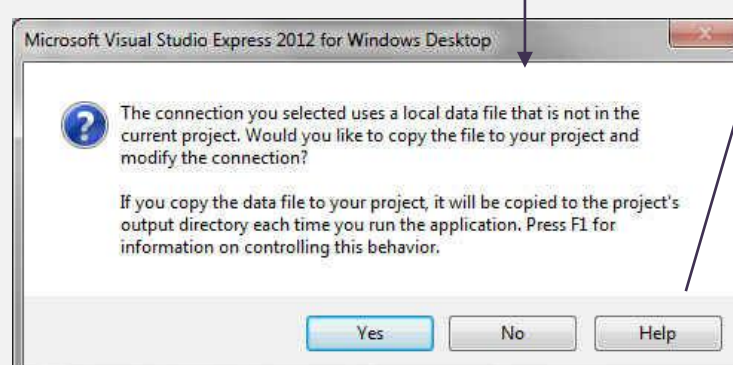 Microsoft Visual Studio Express 2012 for Windows Desktop
The connection you selected uses a local data file that is not in the
current project. Would you like to copy the file to your project and
modify the connection?
If you copy the data file to your project, it will be copied to the project's
output directory each time you run the application. Press F1 for
information on controlling this behavior.
Yes No Help